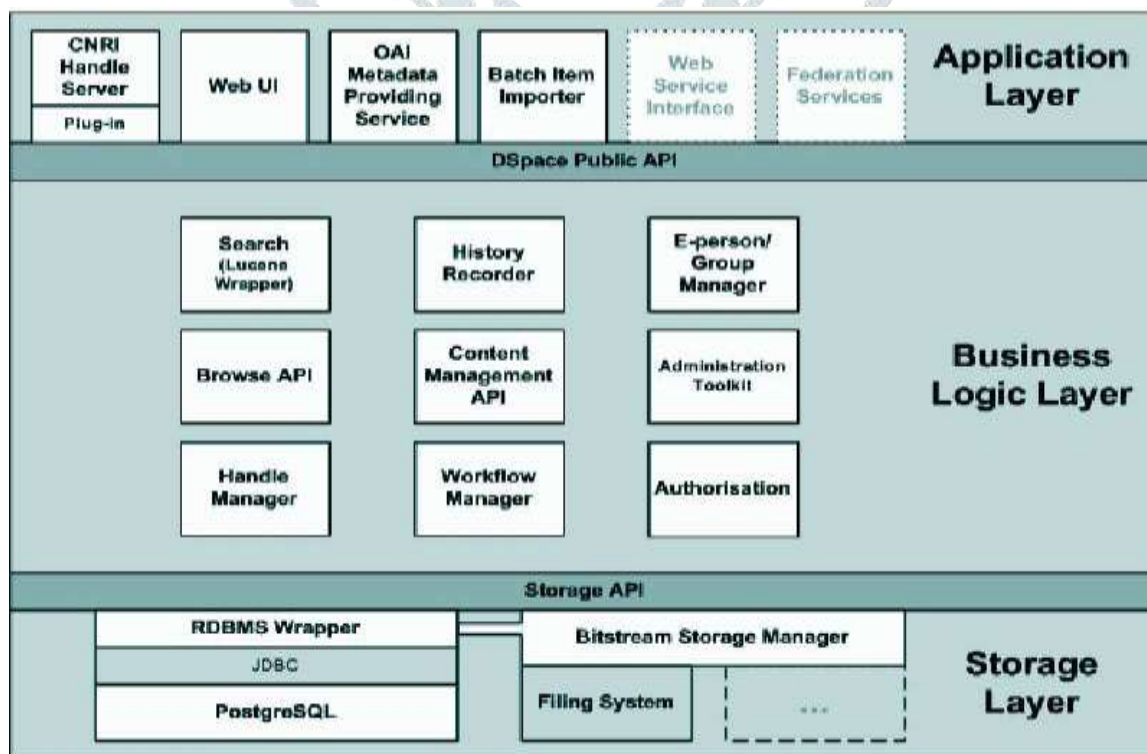 CNRI
Handle
Server
Plug-in
Web UI
OAI
Metadata
Providing
Service
Batch Item
Importer
Web
Service
Interface
Federation
Services
Application
Layer
DSpace Public API
Search
(Lucene
Wrapper)
History
Recorder
E-person/
Group
Manager
Browse API
Content
Management
API
Administration
Toolkit
Business
Logic Layer
Handle
Manager
Workflow
Manager
Authorisation
Storage API
RDBMS Wrapper
JDBC
PostgreSQL
Bitstream Storage Manager
Filing System
...
Storage
Layer